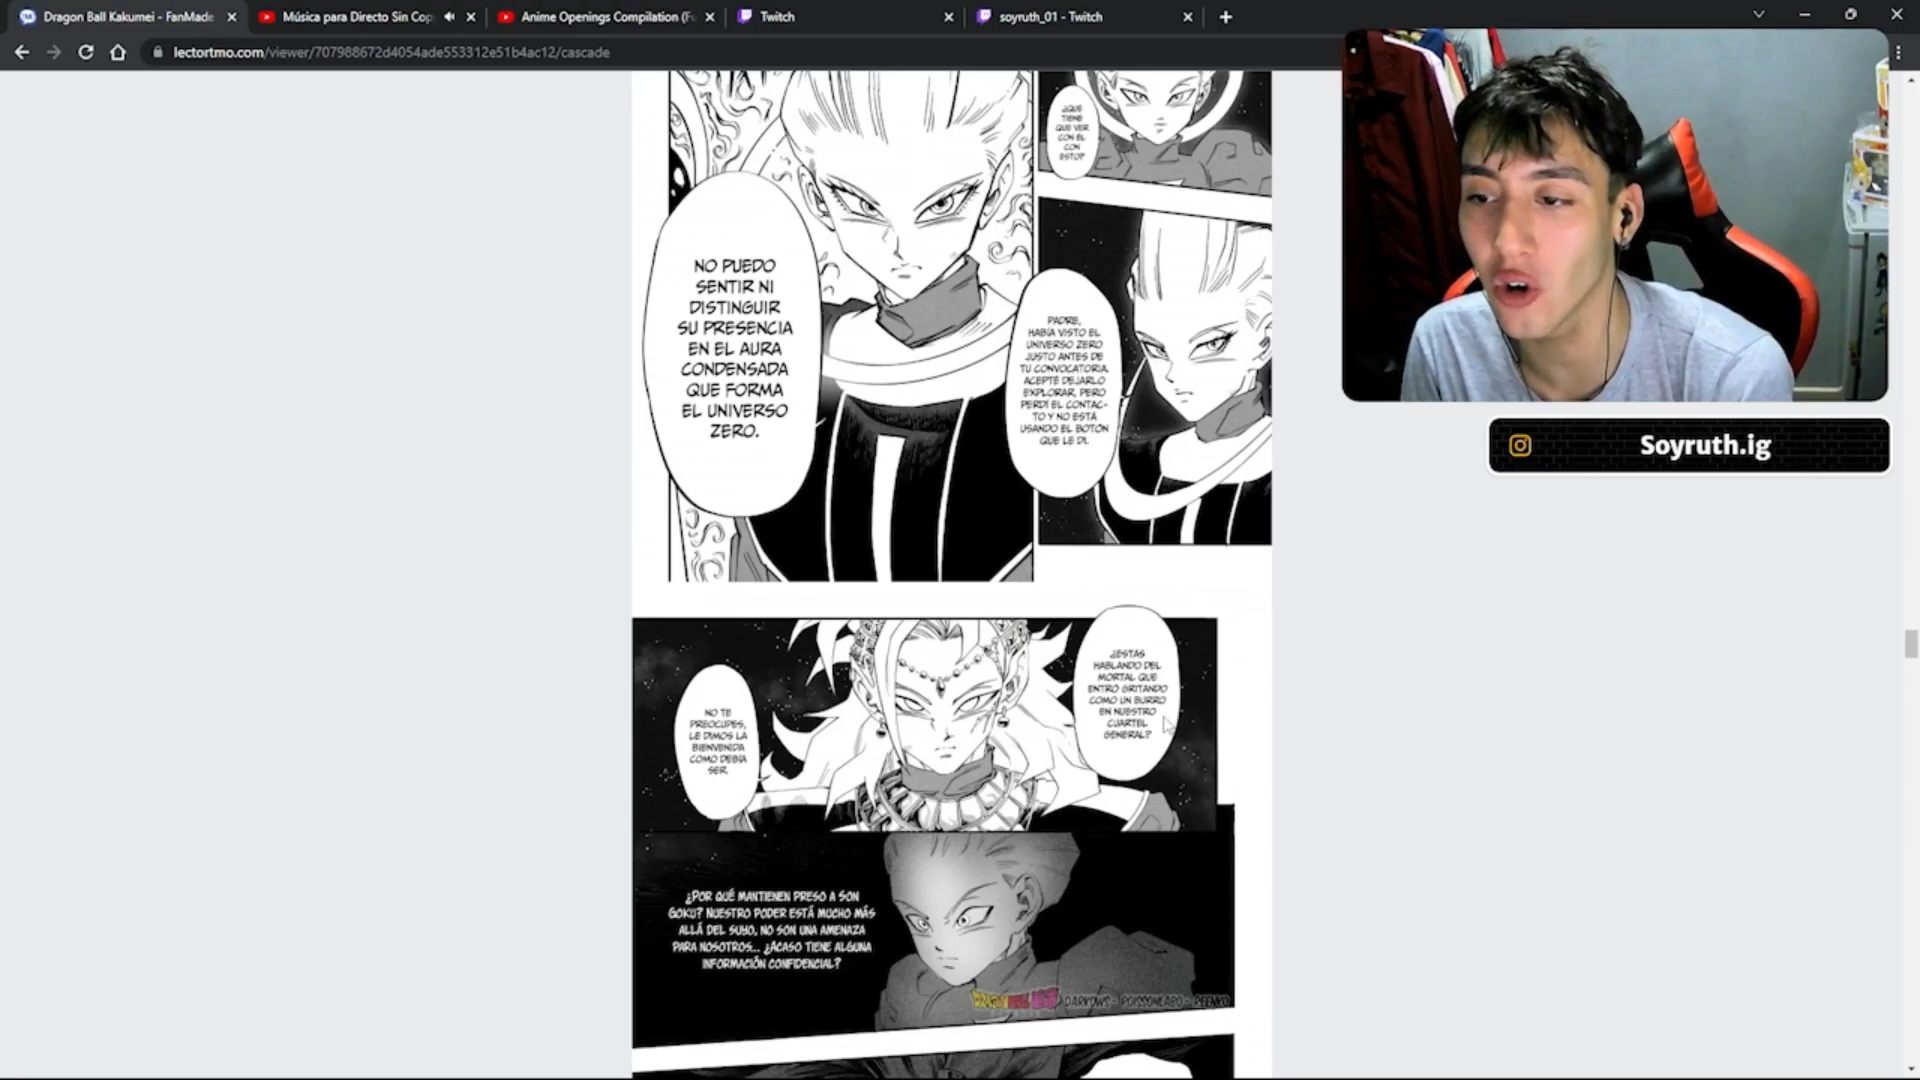 Dragon Ball Kakumei - FanMade
Música para Directo Sin Cop
Anime Openings Compilation (Fu
Twitch
soyruth_01 - Twitch
lectortmo.com/viewer/707988672d4054ade553312e51b4ac12/cascade
¿QUE
TIENE
QUE VER
CON ÉL
CON
ESTO?
NO PUEDO
SENTIR NI
DISTINGUIR
SU PRESENCIA
EN EL AURA
CONDENSADA
QUE FORMA
EL UNIVERSO
ZERO.
PADRE,
HABÍA VISTO EL
UNIVERSO ZERO
JUSTO ANTES DE
TU CONVOCATORIA.
ACEPTÉ DEJARLO
EXPLORAR, PERO
PERDÍ EL CONTAC-
TO Y NO ESTÁ
USANDO EL BOTÓN
QUE LE DI.
¿ESTÁS
HABLANDO DEL
MORTAL QUE
ENTRÓ GRITANDO
COMO UN BURRO
EN NUESTRO
CUARTEL
GENERAL?
NO TE
PREOCUPES,
LE DIMOS LA
BIENVENIDA
COMO DEBÍA
SER.
¿POR QUÉ MANTIENEN PRESO A SON
GOKU? NUESTRO PODER ESTÁ MUCHO MÁS
ALLÁ DEL SUYO, NO SON UNA AMENAZA
PARA NOSOTROS... ¿ACASO TIENE ALGUNA
INFORMACIÓN CONFIDENCIAL?
DARKOWS - POISSONLABO - REENKO
Soyruth.ig